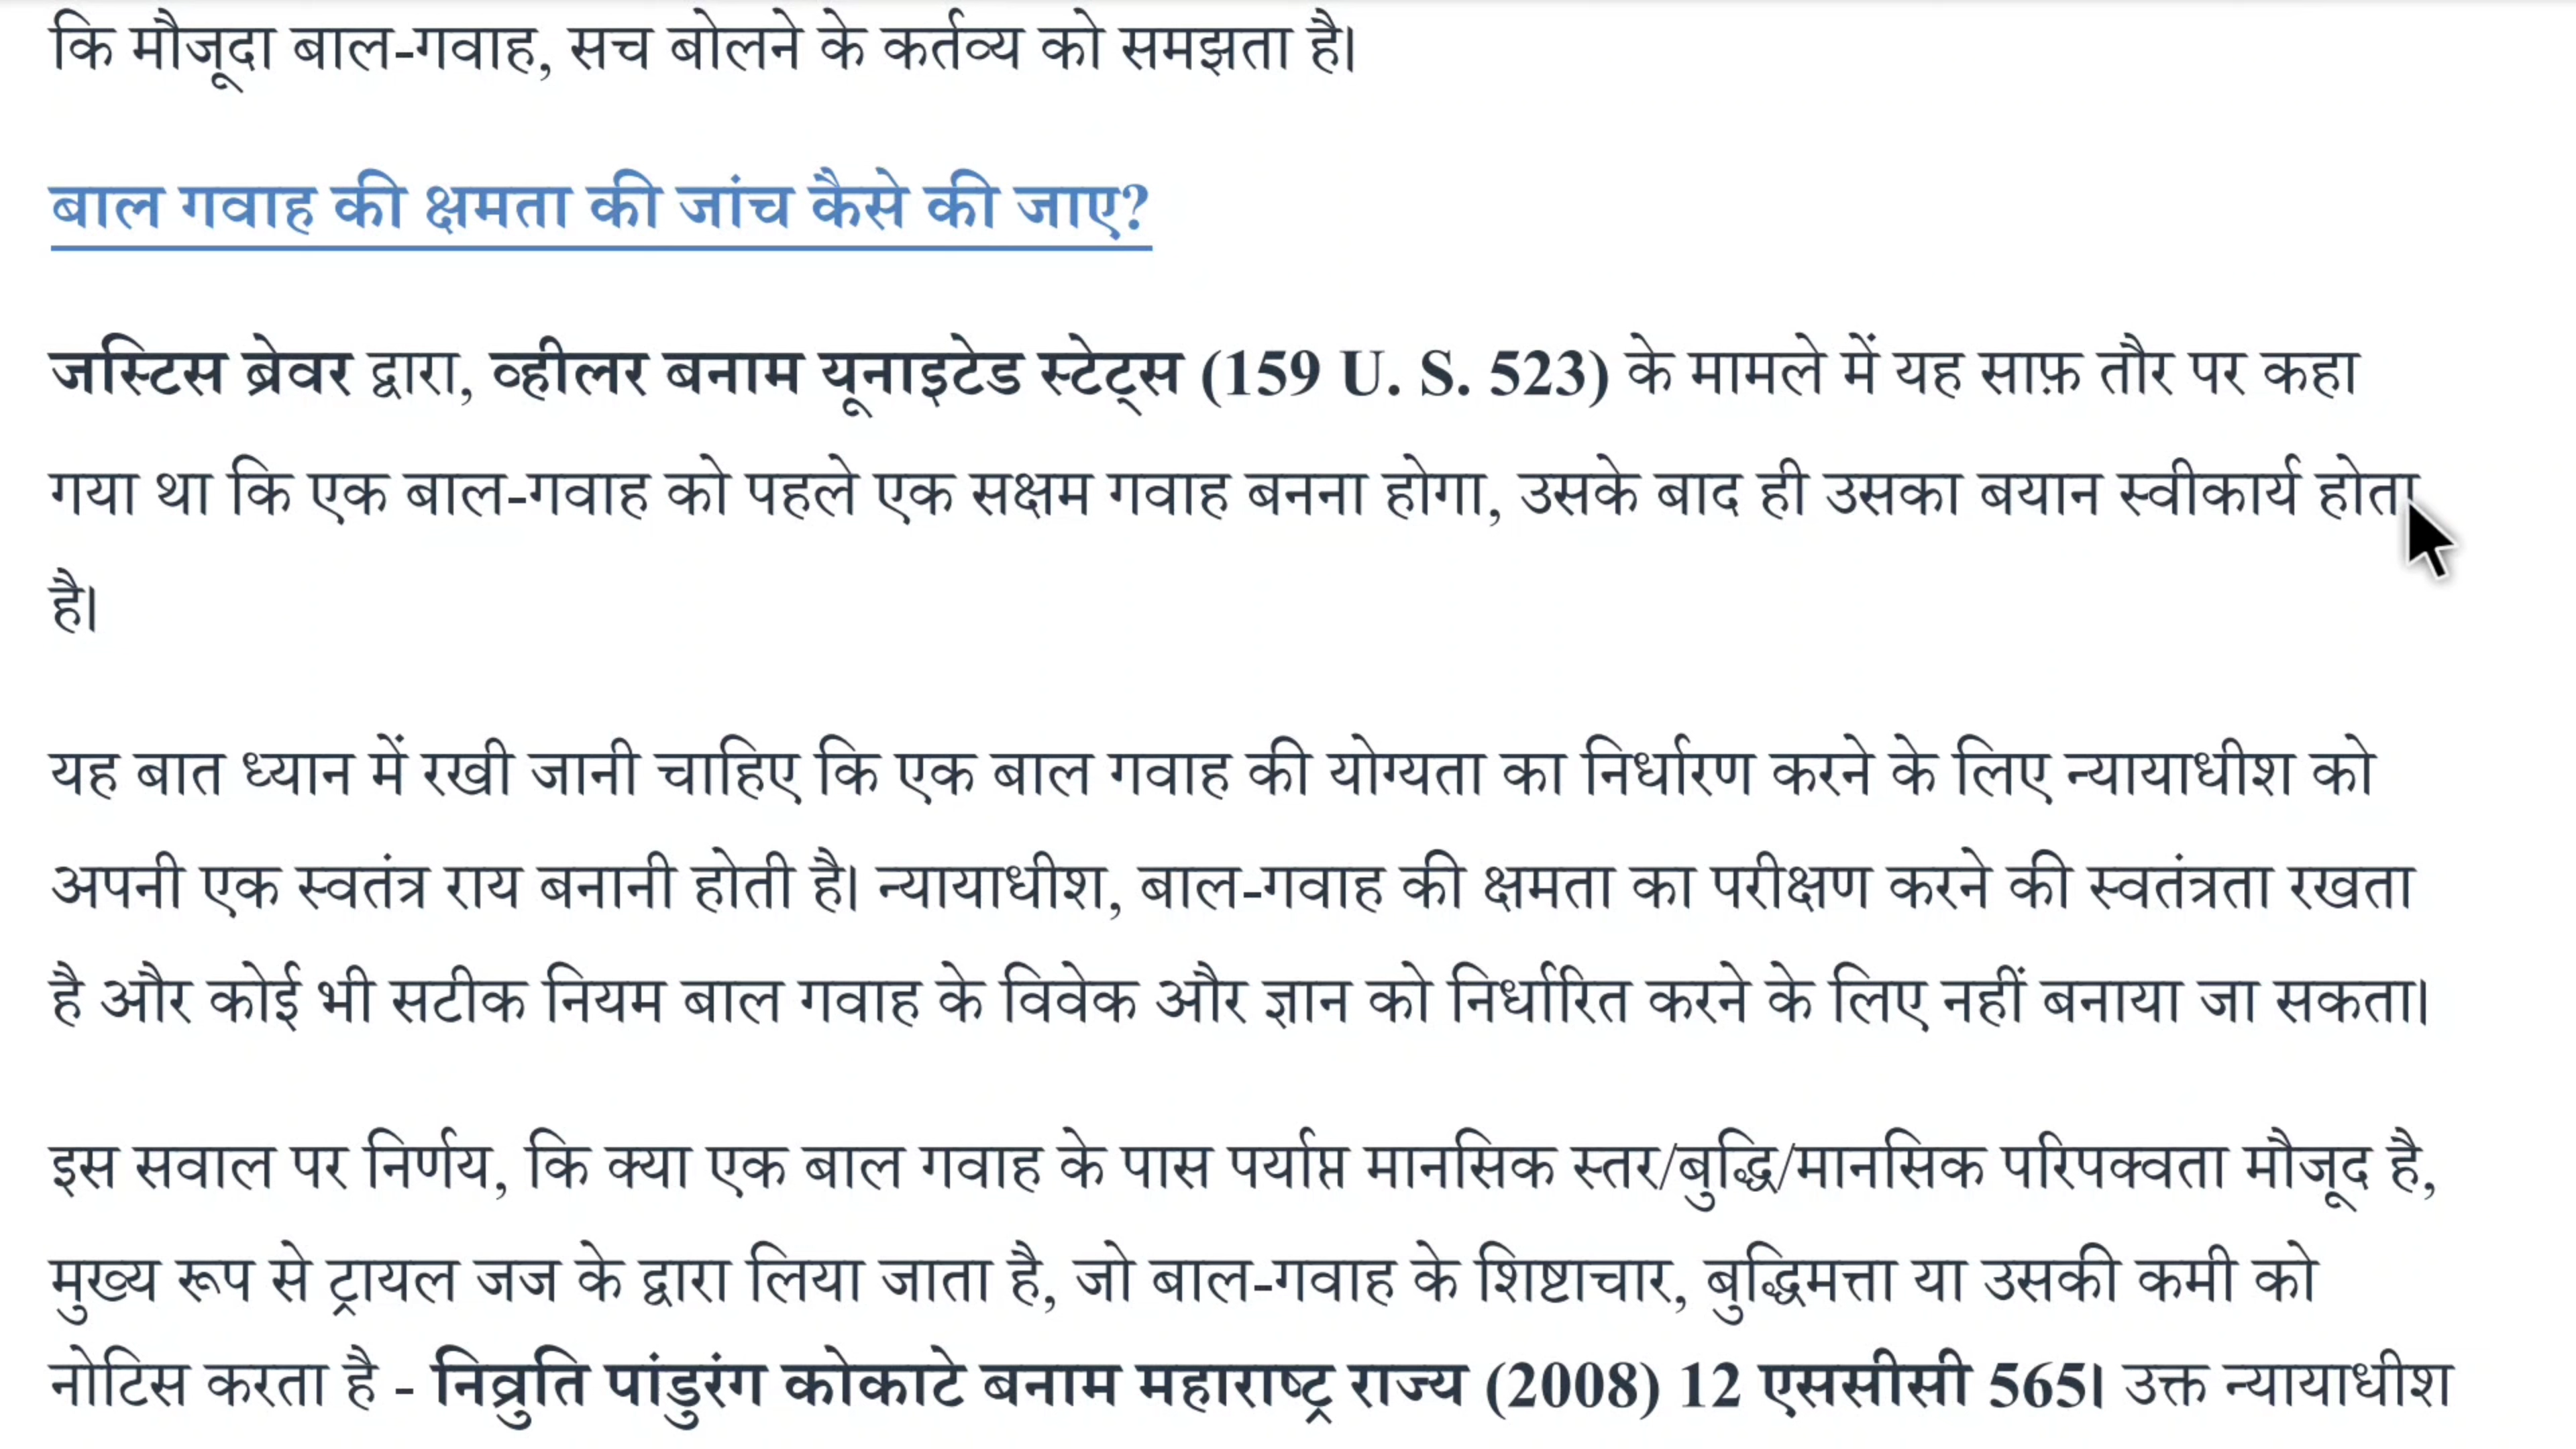 कि मौजूदा बाल-गवाह, सच बोलने के कर्तव्य को समझता है।
बाल गवाह की क्षमता की जांच कैसे की जाए?
जस्टिस ब्रेवर द्वारा, व्हीलर बनाम यूनाइटेड स्टेट्स (159 U. S. 523) के मामले में यह साफ़ तौर पर कहा
गया था कि एक बाल-गवाह को पहले एक सक्षम गवाह बनना होगा, उसके बाद ही उसका बयान स्वीकार्य होता
है।
यह बात ध्यान में रखी जानी चाहिए कि एक बाल गवाह की योग्यता का निर्धारण करने के लिए न्यायाधीश को
अपनी एक स्वतंत्र राय बनानी होती है। न्यायाधीश, बाल-गवाह की क्षमता का परीक्षण करने की स्वतंत्रता रखता
है और कोई भी सटीक नियम बाल गवाह के विवेक और ज्ञान को निर्धारित करने के लिए नहीं बनाया जा सकता।
इस सवाल पर निर्णय, कि क्या एक बाल गवाह के पास पर्याप्त मानसिक स्तर/बुद्धि/मानसिक परिपक्वता मौजूद है,
मुख्य रूप से ट्रायल जज के द्वारा लिया जाता है, जो बाल-गवाह के शिष्टाचार, बुद्धिमत्ता या उसकी कमी को
नोटिस करता है - निव्रुति पांडुरंग कोकाटे बनाम महाराष्ट्र राज्य (2008) 12 एससीसी 565। उक्त न्यायाधीश